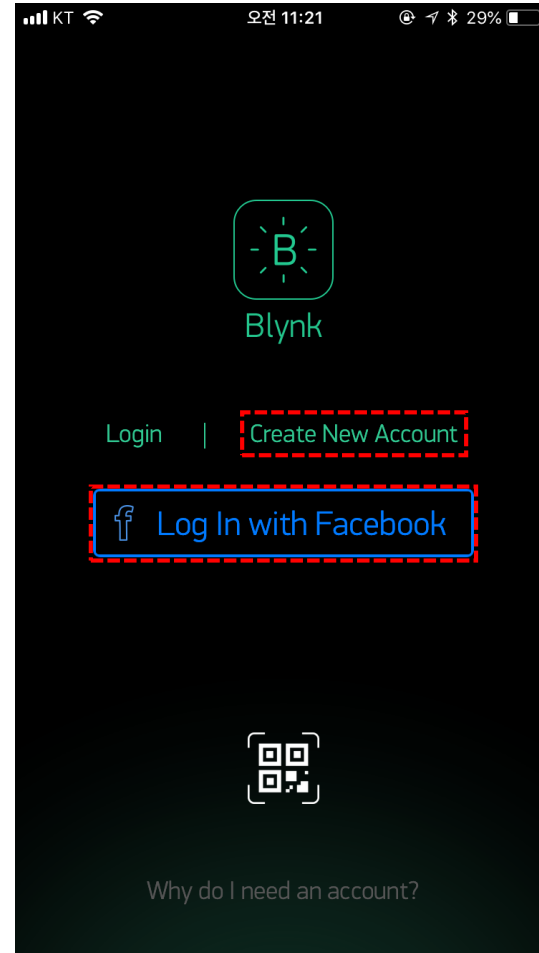 KT 오전 11:21 29%
B
Blynk
Login | Create New Account
f Log In with Facebook
Why do I need an account?